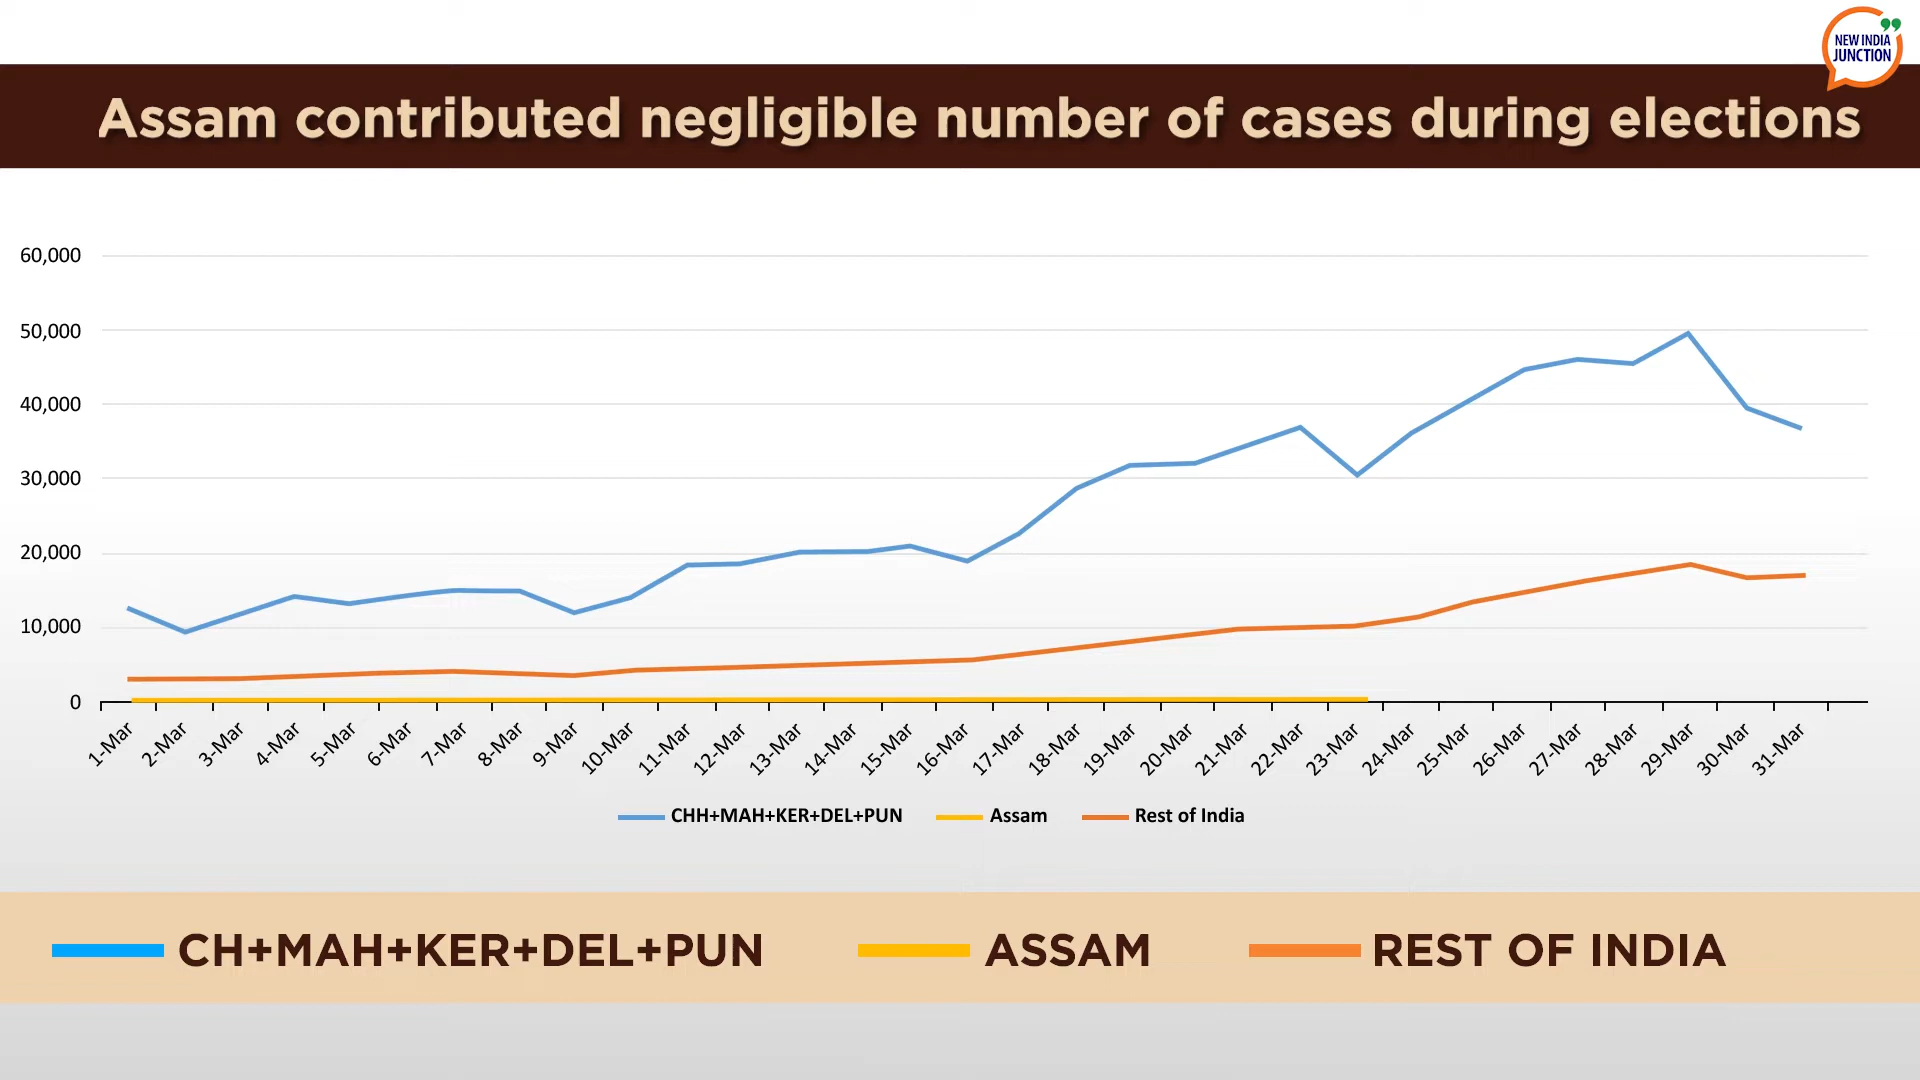 NEW INDIA
JUNCTION
Assam contributed negligible number of cases during elections
60,000
50,000
40,000
30,000
20,000
10,000
0
1-Mar 2-Mar 3-Mar 4-Mar 5-Mar 6-Mar 7-Mar 8-Mar 9-Mar 10-Mar 11-Mar 12-Mar 13-Mar 14-Mar 15-Mar 16-Mar 17-Mar 18-Mar 19-Mar 20-Mar 21-Mar 22-Mar 23-Mar 24-Mar 25-Mar 26-Mar 27-Mar 28-Mar 29-Mar 30-Mar 31-Mar
CHH+MAH+KER+DEL+PUN Assam Rest of India
CH+MAH+KER+DEL+PUN ASSAM REST OF INDIA